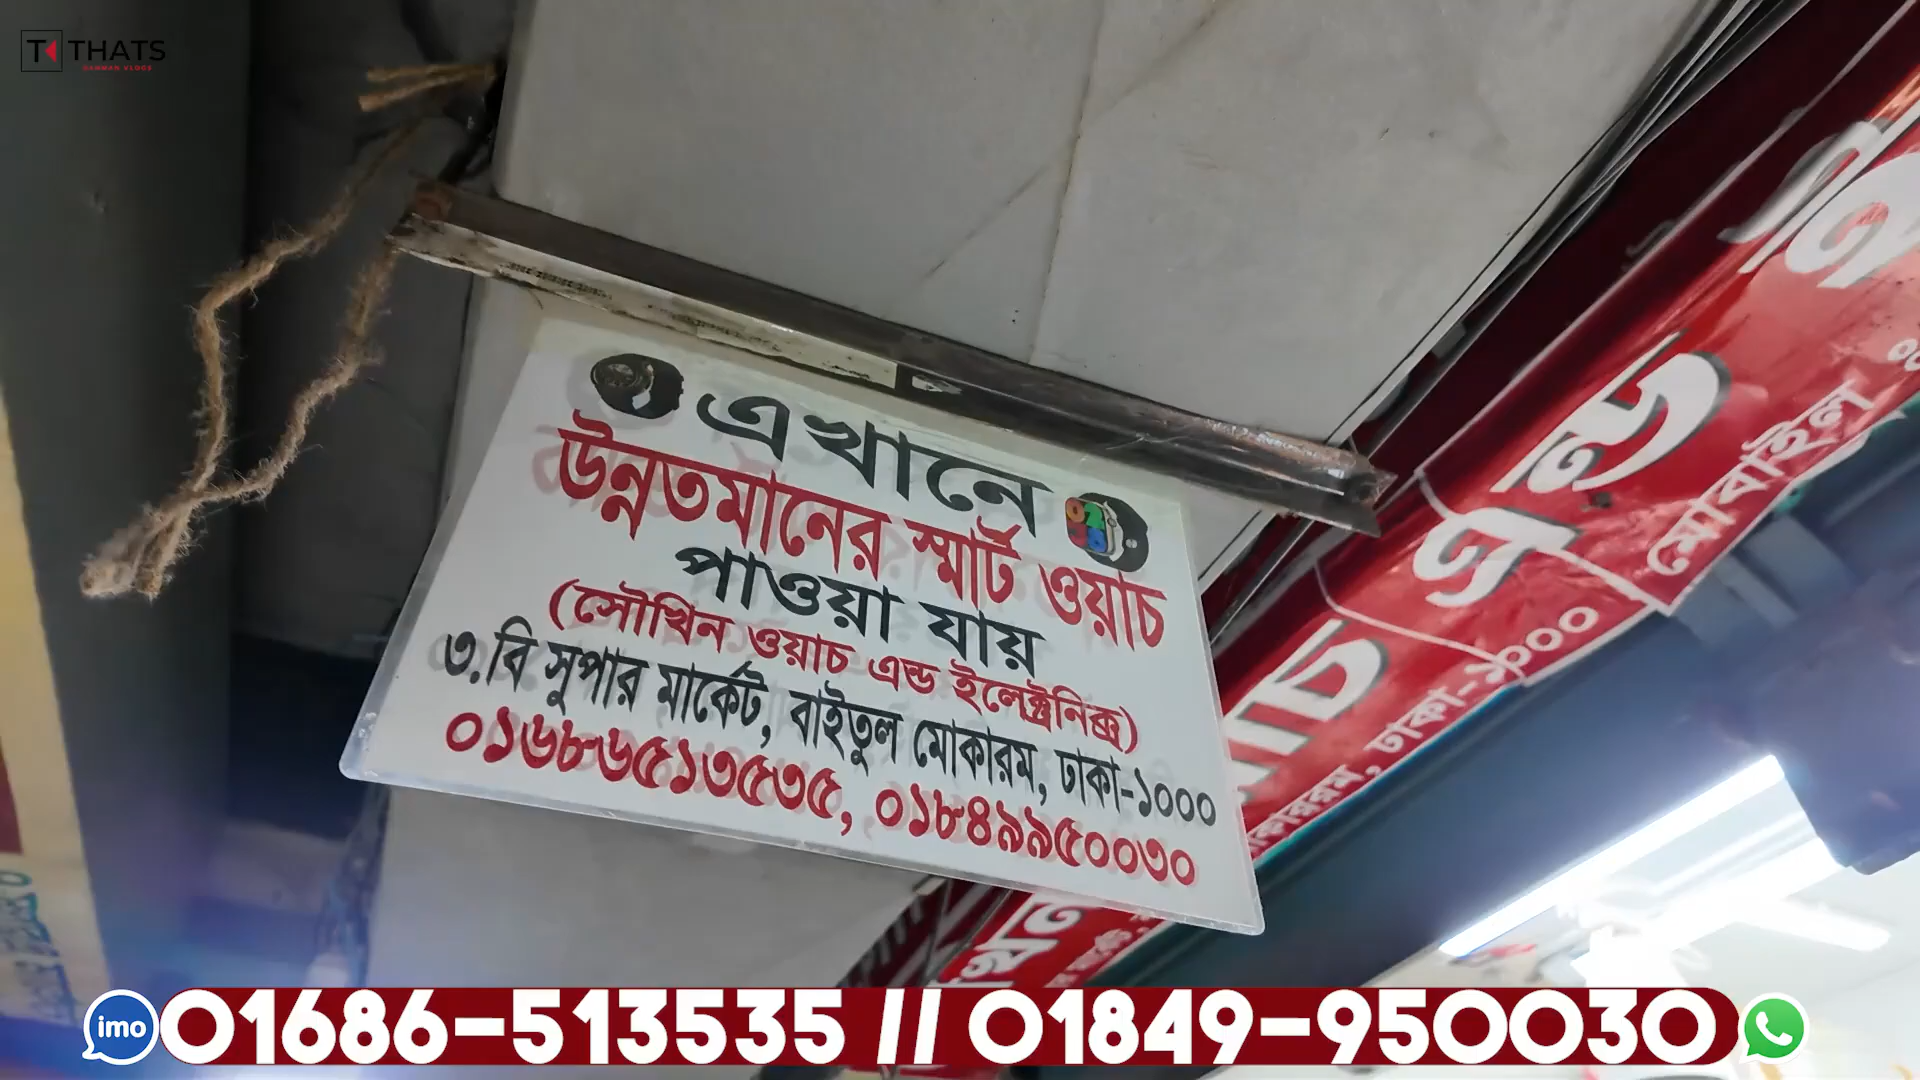 THATS
এখানে
উন্নতমানের স্মার্ট ওয়াচ
পাওয়া যায়
(সৌখিন ওয়াচ এন্ড ইলেক্ট্রনিক্স)
৩.বি সুপার মার্কেট, বাইতুল মোকারম, ঢাকা-১০০০
০১৬৮৬৫১৩৫৩৫, ০১৮৪৯৯৫০০৩০
এন্ড
মোবাইল
, ঢাকা-১০০০
imo 01686-513535 // 01849-950030